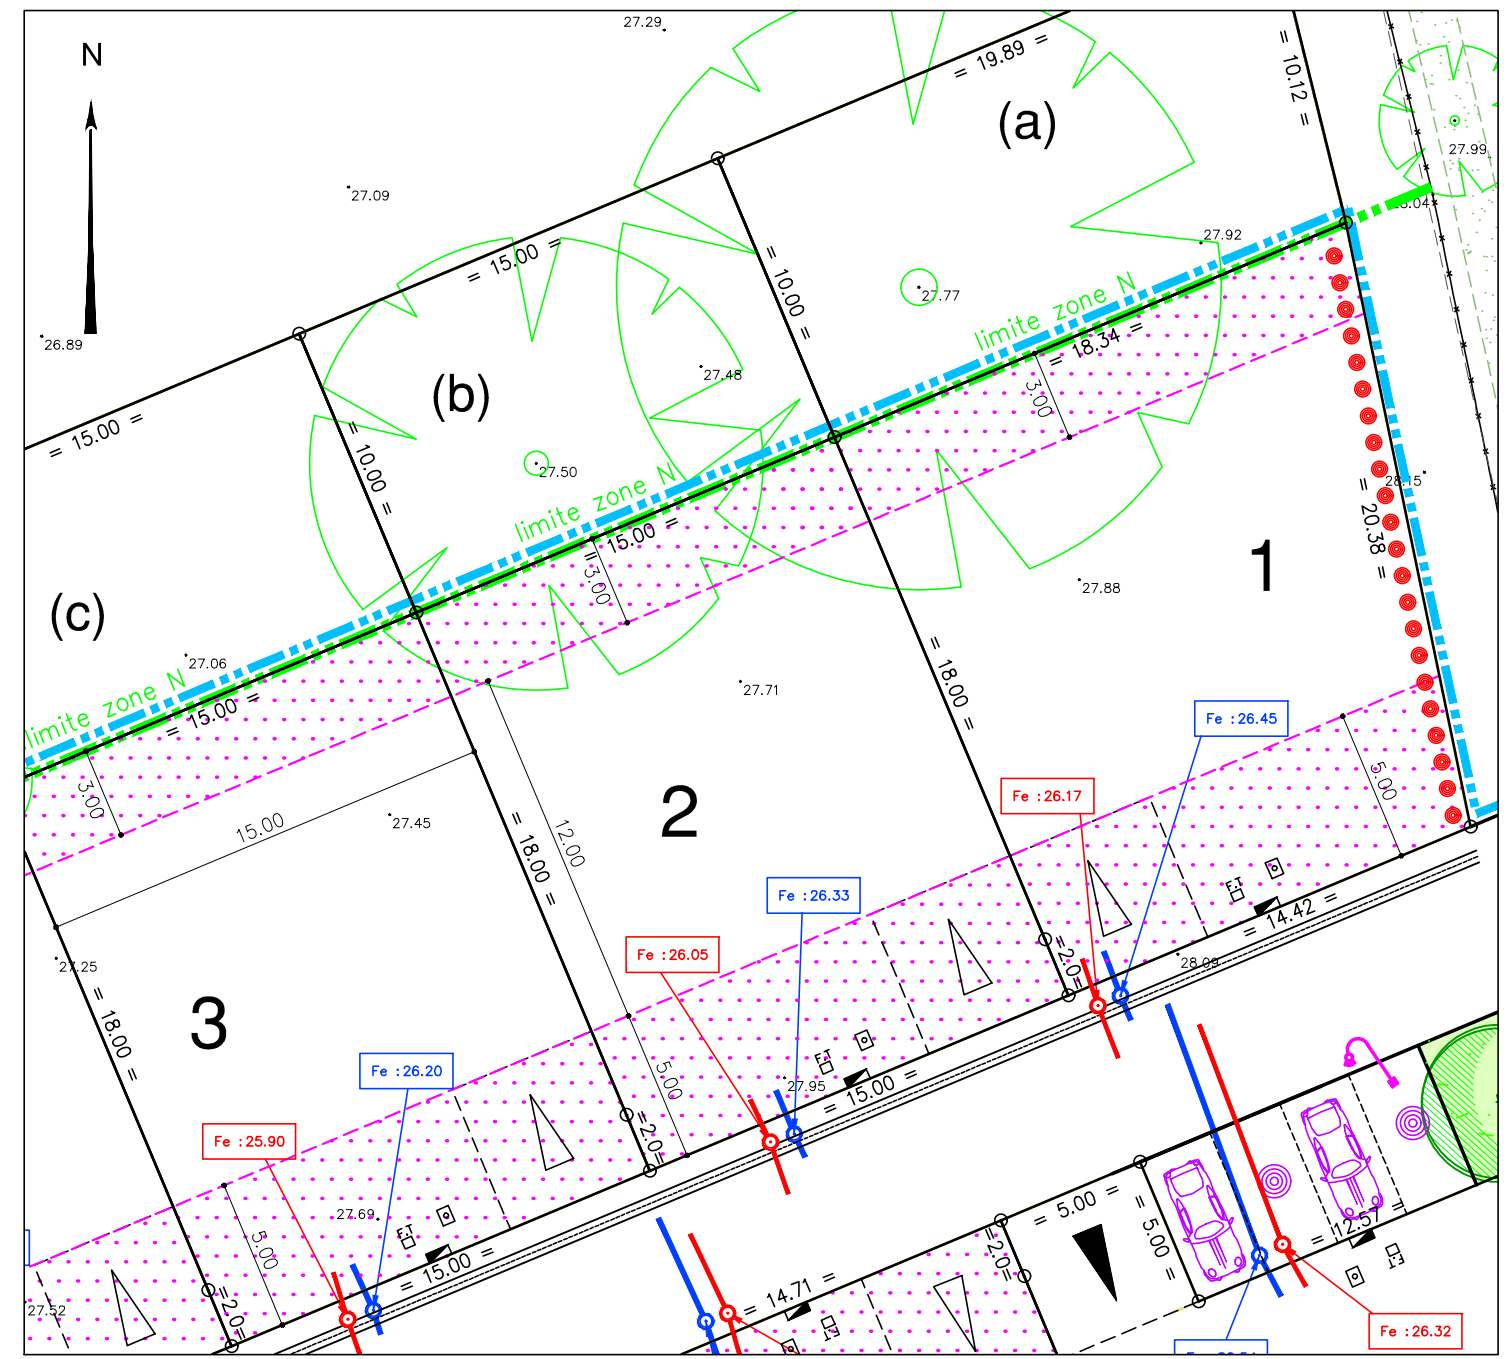 27.29
N
= 19.89 =
= 10.12 =
(a)
27.99
27.09
28.04
27.92
= 15.00 =
= 10.00 =
27.77
limite zone N
26.89
= 18.34 =
27.48
3.00
(b)
= 15.00 =
= 10.00 =
27.50
28.15
limite zone N
= 15.00 =
= 20.38 =
= 3.00
1
27.88
(c)
27.06
= 18.00 =
27.71
limite zone N
= 15.00 =
Fe : 26.45
5.00
3.00
Fe : 26.17
2
15.00
27.45
= 18.00 =
12.00
Fe : 26.33
F.T
= 14.42 =
Fe : 26.05
=2.0=
28.09
27.25
= 18.00 =
3
F.T
Fe : 26.20
5.00
27.95
= 15.00 =
Fe : 25.90
=2.0=
= 5.00 =
= 5.00 =
27.69
F.T
= 12.57 =
5.00
= 15.00 =
=2.0=
F.T
27.52
=2.0=
= 14.71 =
F.T
Fe : 26.32